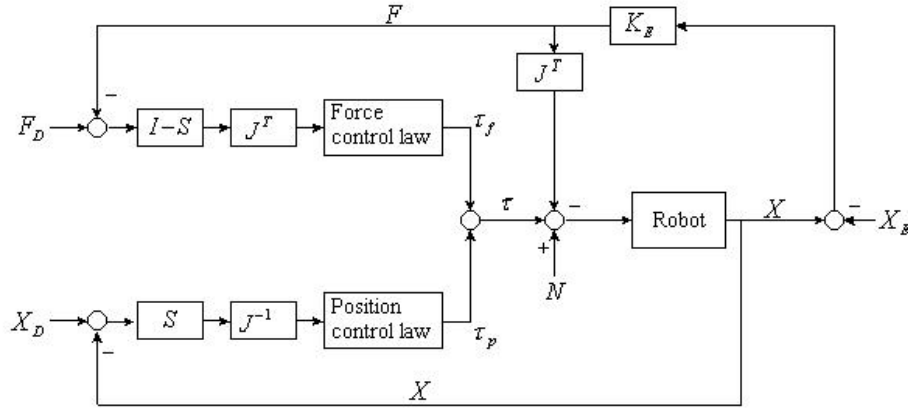 F
K_E
J^T
−
F_D
I−S
J^T
Force
control law
τ_f
τ
−
Robot
X
−
X_E
+
N
X_D
S
J^{-1}
Position
control law
τ_p
−
X